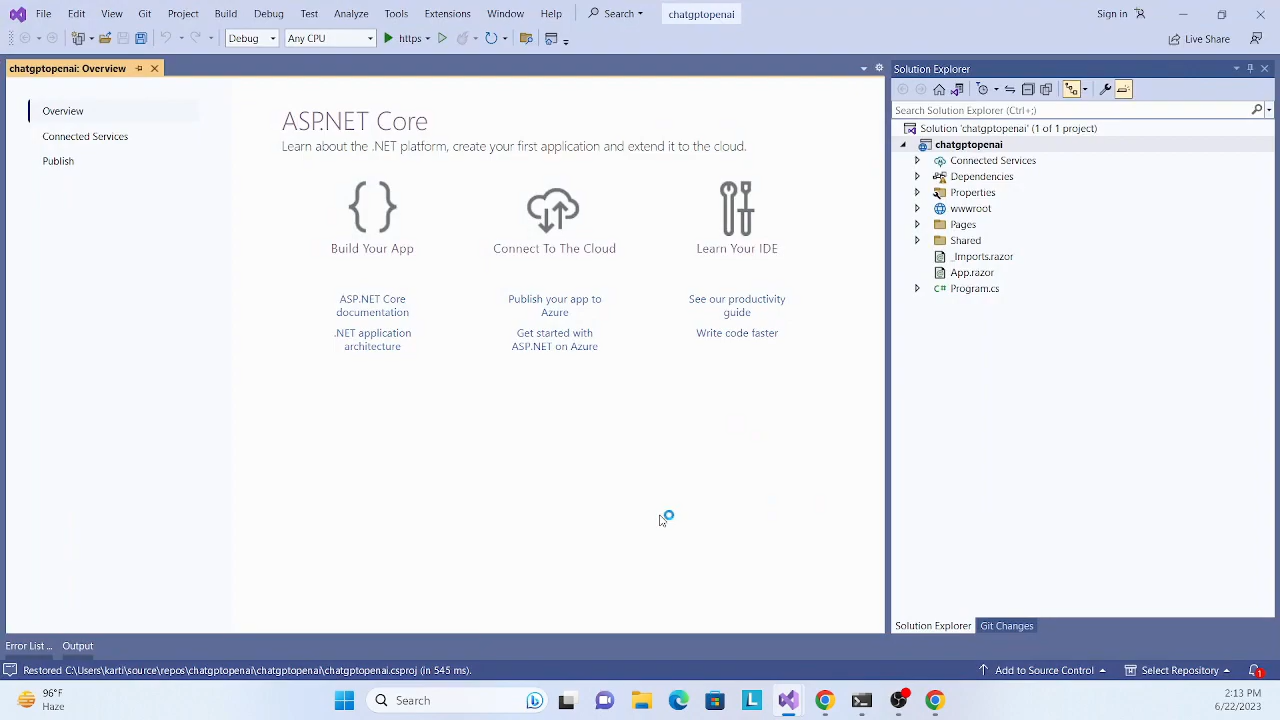 File Edit View Git Project Build Debug Test Analyze Tools Extensions Window Help Search chatgptopenai Sign in
Debug Any CPU https Live Share
chatgptopenai: Overview
Overview
Connected Services
Publish
ASP.NET Core
Learn about the .NET platform, create your first application and extend it to the cloud.
Build Your App
Connect To The Cloud
Learn Your IDE
ASP.NET Core
documentation
.NET application
architecture
Publish your app to
Azure
Get started with
ASP.NET on Azure
See our productivity
guide
Write code faster
Solution Explorer
Search Solution Explorer (Ctrl+;)
Solution 'chatgptopenai' (1 of 1 project)
chatgptopenai
Connected Services
Dependencies
Properties
wwwroot
Pages
Shared
_Imports.razor
App.razor
C# Program.cs
Solution Explorer Git Changes
Error List ... Output
Restored C:\Users\karti\source\repos\chatgptopenai\chatgptopenai\chatgptopenai.csproj (in 545 ms). Add to Source Control Select Repository 1
96°F
Haze
Search
L
2:13 PM
6/22/2023